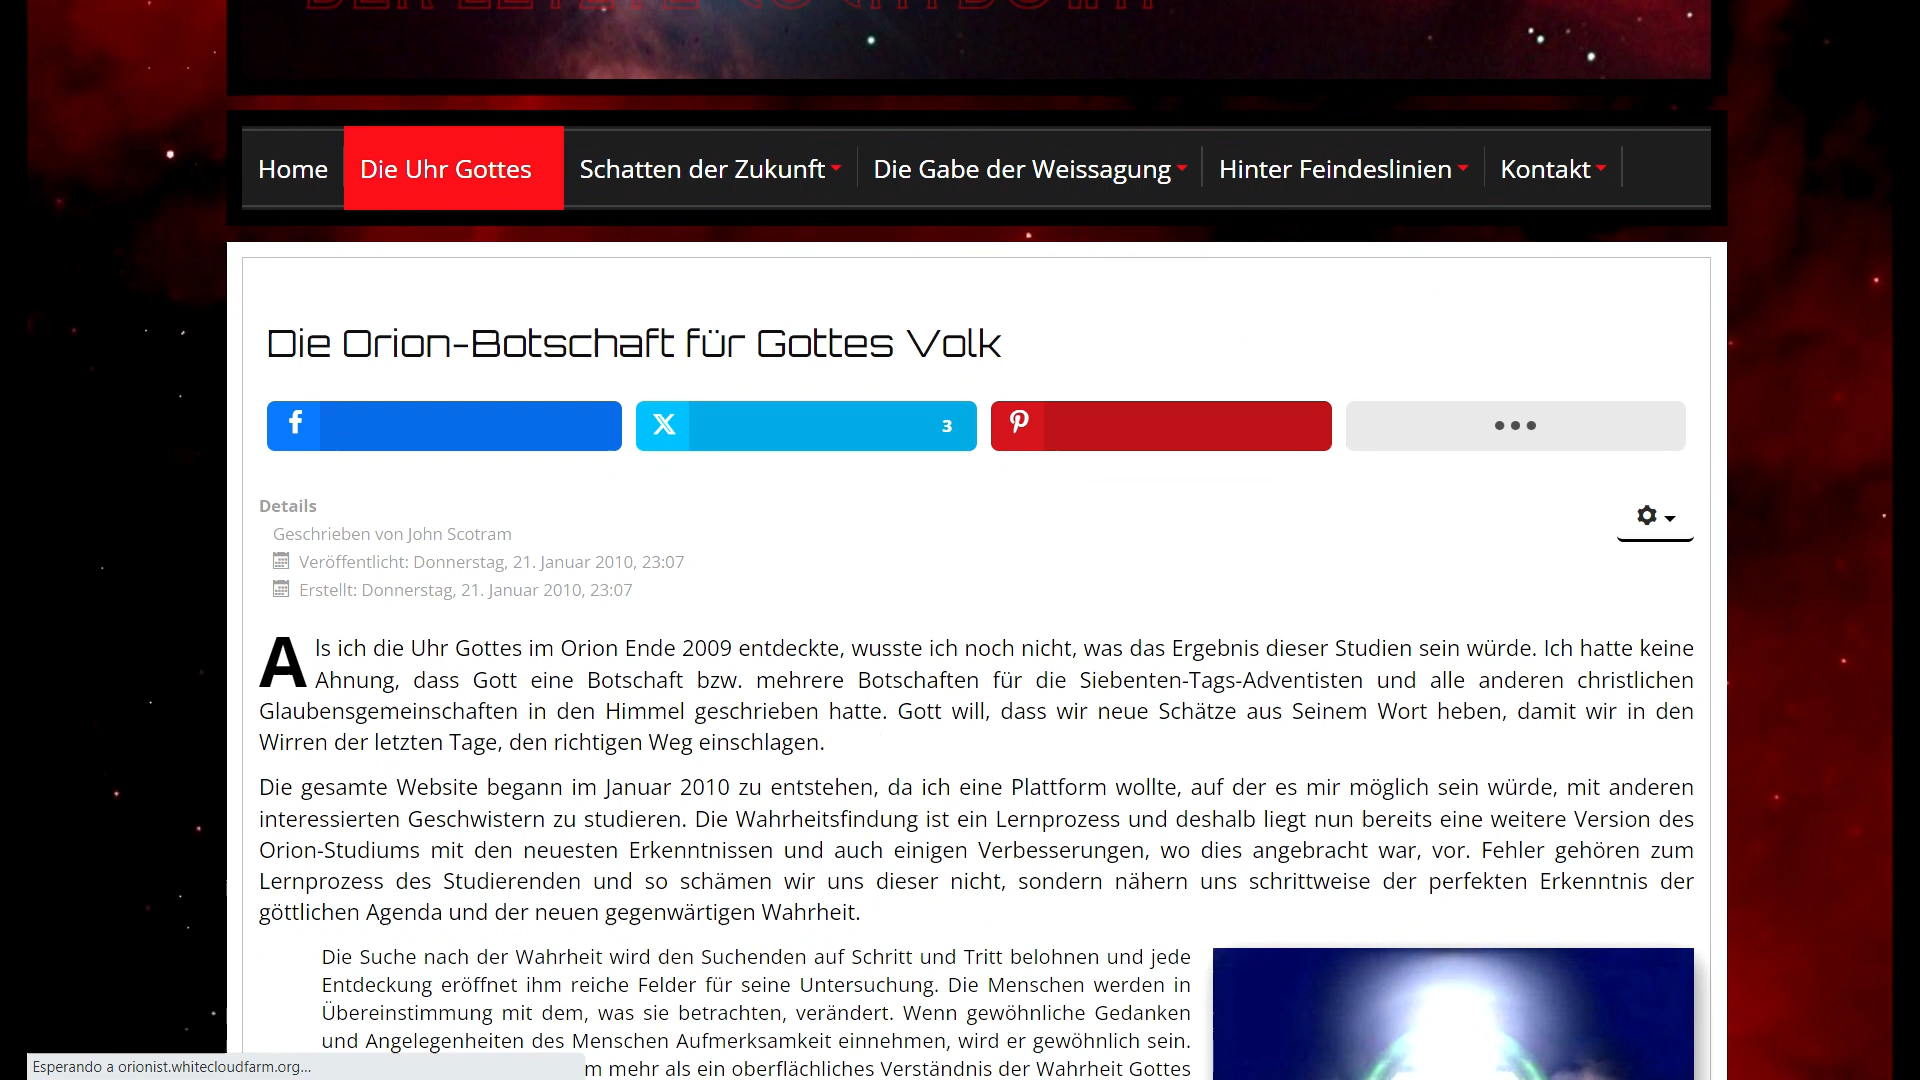 DER LETZTE COUNTDOWN
Home
Die Uhr Gottes
Schatten der Zukunft
Die Gabe der Weissagung
Hinter Feindeslinien
Kontakt
Die Orion-Botschaft für Gottes Volk
3
Details
Geschrieben von John Scotram
Veröffentlicht: Donnerstag, 21. Januar 2010, 23:07
Erstellt: Donnerstag, 21. Januar 2010, 23:07
Als ich die Uhr Gottes im Orion Ende 2009 entdeckte, wusste ich noch nicht, was das Ergebnis dieser Studien sein würde. Ich hatte keine
Ahnung, dass Gott eine Botschaft bzw. mehrere Botschaften für die Siebenten-Tags-Adventisten und alle anderen christlichen
Glaubensgemeinschaften in den Himmel geschrieben hatte. Gott will, dass wir neue Schätze aus Seinem Wort heben, damit wir in den
Wirren der letzten Tage, den richtigen Weg einschlagen.
Die gesamte Website begann im Januar 2010 zu entstehen, da ich eine Plattform wollte, auf der es mir möglich sein würde, mit anderen
interessierten Geschwistern zu studieren. Die Wahrheitsfindung ist ein Lernprozess und deshalb liegt nun bereits eine weitere Version des
Orion-Studiums mit den neuesten Erkenntnissen und auch einigen Verbesserungen, wo dies angebracht war, vor. Fehler gehören zum
Lernprozess des Studierenden und so schämen wir uns dieser nicht, sondern nähern uns schrittweise der perfekten Erkenntnis der
göttlichen Agenda und der neuen gegenwärtigen Wahrheit.
Die Suche nach der Wahrheit wird den Suchenden auf Schritt und Tritt belohnen und jede
Entdeckung eröffnet ihm reiche Felder für seine Untersuchung. Die Menschen werden in
Übereinstimmung mit dem, was sie betrachten, verändert. Wenn gewöhnliche Gedanken
und Angelegenheiten des Menschen Aufmerksamkeit einnehmen, wird er gewöhnlich sein.
mehr als ein oberflächliches Verständnis der Wahrheit Gottes
Esperando a orionist.whitecloudfarm.org...